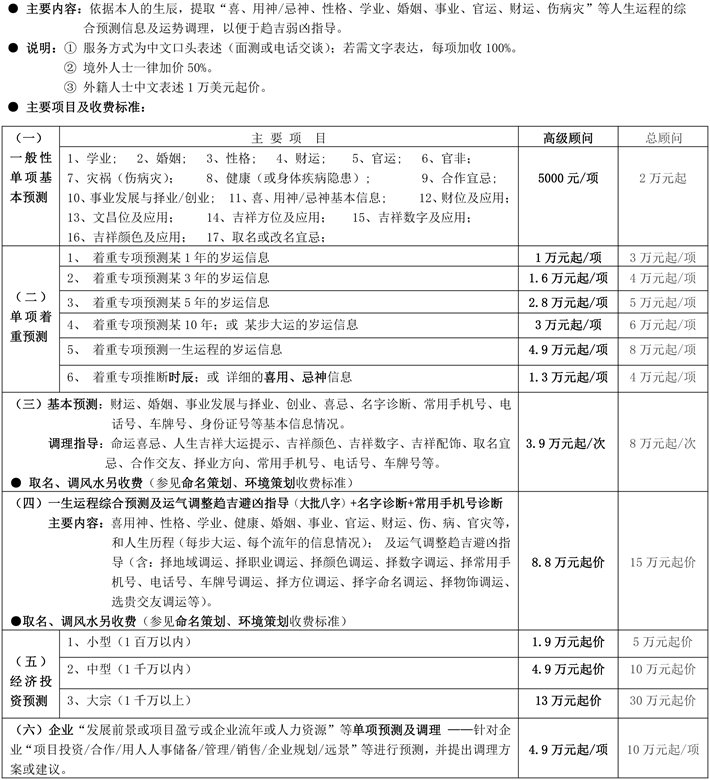 ● 主要内容：依据本人的生辰，提取“喜、用神/忌神、性格、学业、婚姻、事业、官运、财运、伤病灾”等人生运程的综
合预测信息及运势调理，以便于趋吉弱凶指导。
● 说明：① 服务方式为中文口头表述（面测或电话交谈）；若需文字表达，每项加收 100%。
② 境外人士一律加价 50%。
③ 外籍人士中文表述 1 万美元起价。
● 主要项目及收费标准：
（一）
一般性
单项基
本预测
主 要 项 目
高级顾问
总顾问
1、学业； 2、婚姻； 3、性格； 4、财运； 5、官运； 6、官非；
7、灾祸（伤病灾）； 8、健康（或身体疾病隐患）； 9、合作宜忌；
10、事业发展与择业/创业； 11、喜、用神/忌神基本信息； 12、财位及应用；
13、文昌位及应用； 14、吉祥方位及应用； 15、吉祥数字及应用；
16、吉祥颜色及应用； 17、取名或改名宜忌；
5000 元/项
2 万元起
（二）
单项着
重预测
1、 着重专项预测某 1 年的岁运信息 1 万元起/项 3 万元起/项
2、 着重专项预测某 3 年的岁运信息 1.6 万元起/项 4 万元起/项
3、 着重专项预测某 5 年的岁运信息 2.8 万元起/项 5 万元起/项
4、 着重专项预测某 10 年；或 某步大运的岁运信息 3 万元起/项 6 万元起/项
5、 着重专项预测一生运程的岁运信息 4.9 万元起/项 8 万元起/项
6、 着重专项推断时辰；或 详细的喜用、忌神信息 1.3 万元起/项 4 万元起/项
（三）基本预测：财运、婚姻、事业发展与择业、创业、喜忌、名字诊断、常用手机号、电
话号、车牌号、身份证号等基本信息情况。
调理指导：命运喜忌、人生吉祥大运提示、吉祥颜色、吉祥数字、吉祥配饰、取名宜
忌、合作交友、择业方向、常用手机号、电话号、车牌号等。
● 取名、调风水另收费（参见命名策划、环境策划收费标准）
3.9 万元起/次
8 万元起/次
（四）一生运程综合预测及运气调整趋吉避凶指导（大批八字）+名字诊断+常用手机号诊断
主要内容：喜用神、性格、学业、健康、婚姻、事业、官运、财运、伤、病、官灾等，
和人生历程（每步大运、每个流年的信息情况）； 及运气调整趋吉避凶指
导（含：择地域调运、择职业调运、择颜色调运、择数字调运、择常用手
机号、电话号、车牌号调运、择方位调运、择字命名调运、择物饰调运、
选贵交友调运等）。
●取名、调风水另收费（参见命名策划、环境策划收费标准）
8.8 万元起价
15 万元起价
（五）
经济投
资预测
1、小型（1 百万以内） 1.9 万元起价 5 万元起价
2、中型（1 千万以内） 4.9 万元起价 10 万元起价
3、大宗（1 千万以上） 13 万元起价 30 万元起价
（六）企业“发展前景或项目盈亏或企业流年或人力资源”等单项预测及调理 ——针对企
业“项目投资/合作/用人人事储备/管理/销售/企业规划/远景”等进行预测，并提出调理方
案或建议。
4.9 万元起/项
10 万元/项